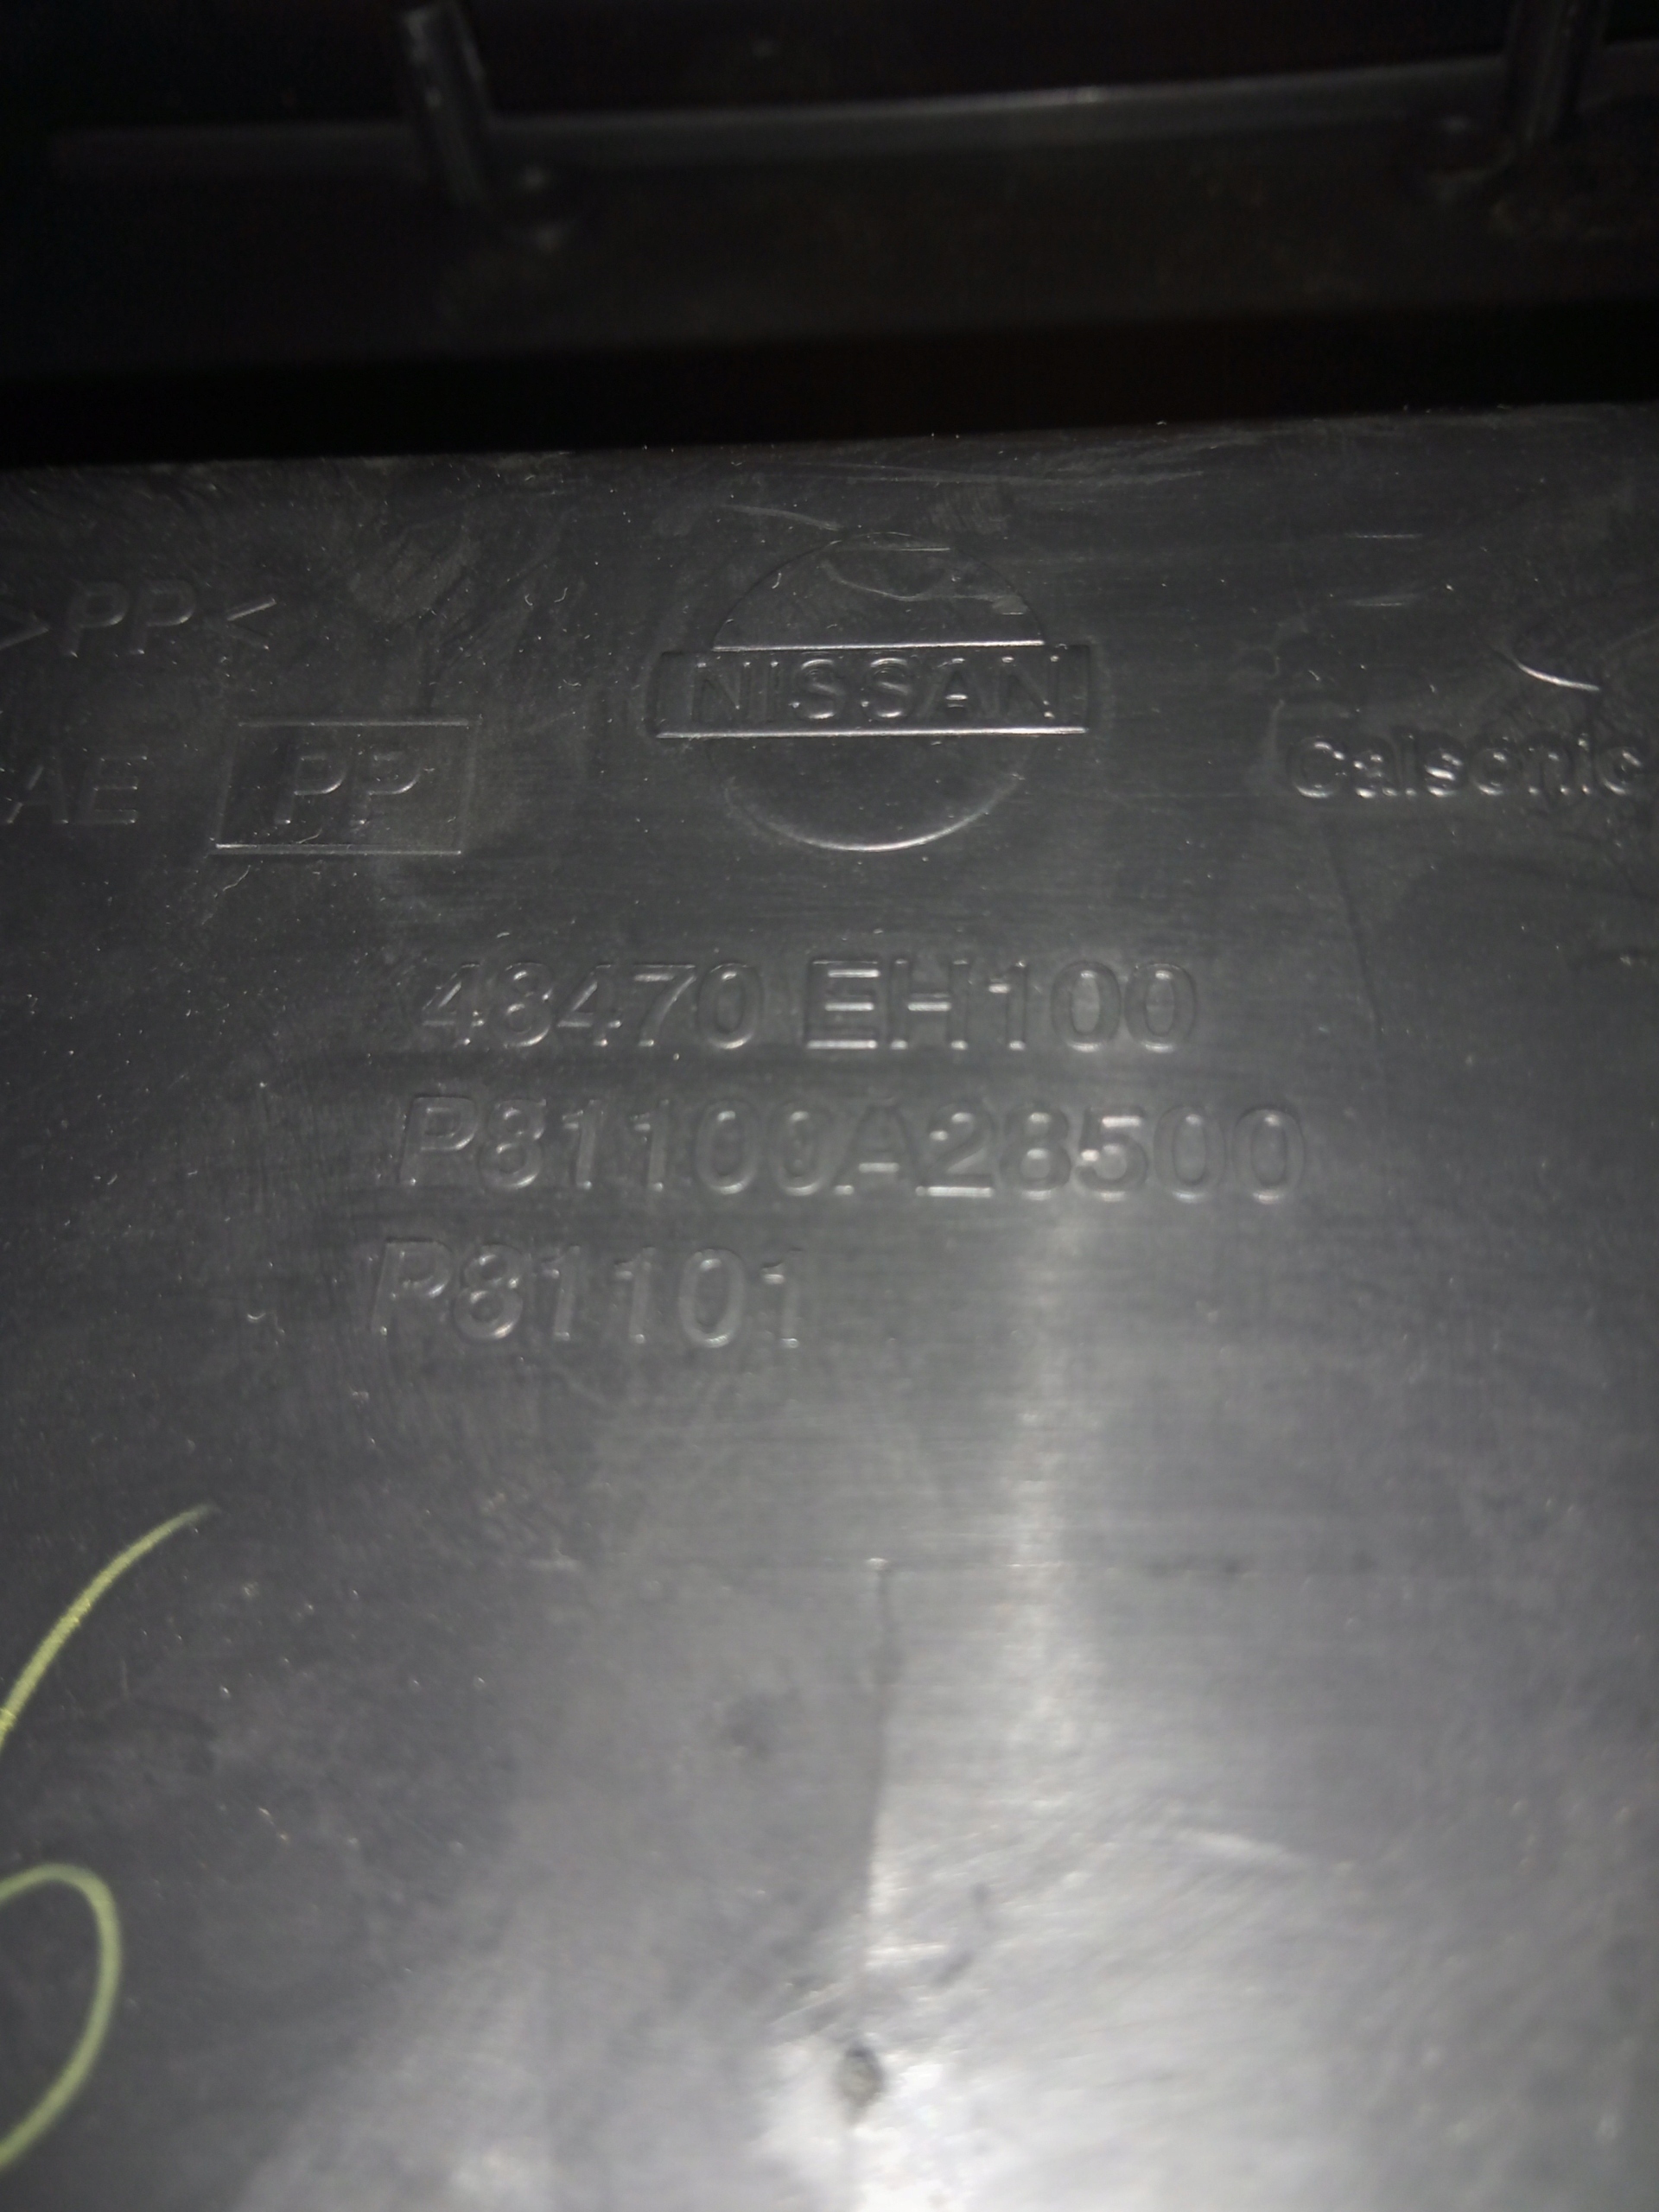 >PP<
NISSAN
AE PP
Calsonic
48470 EH100
P81100A28500
P81101